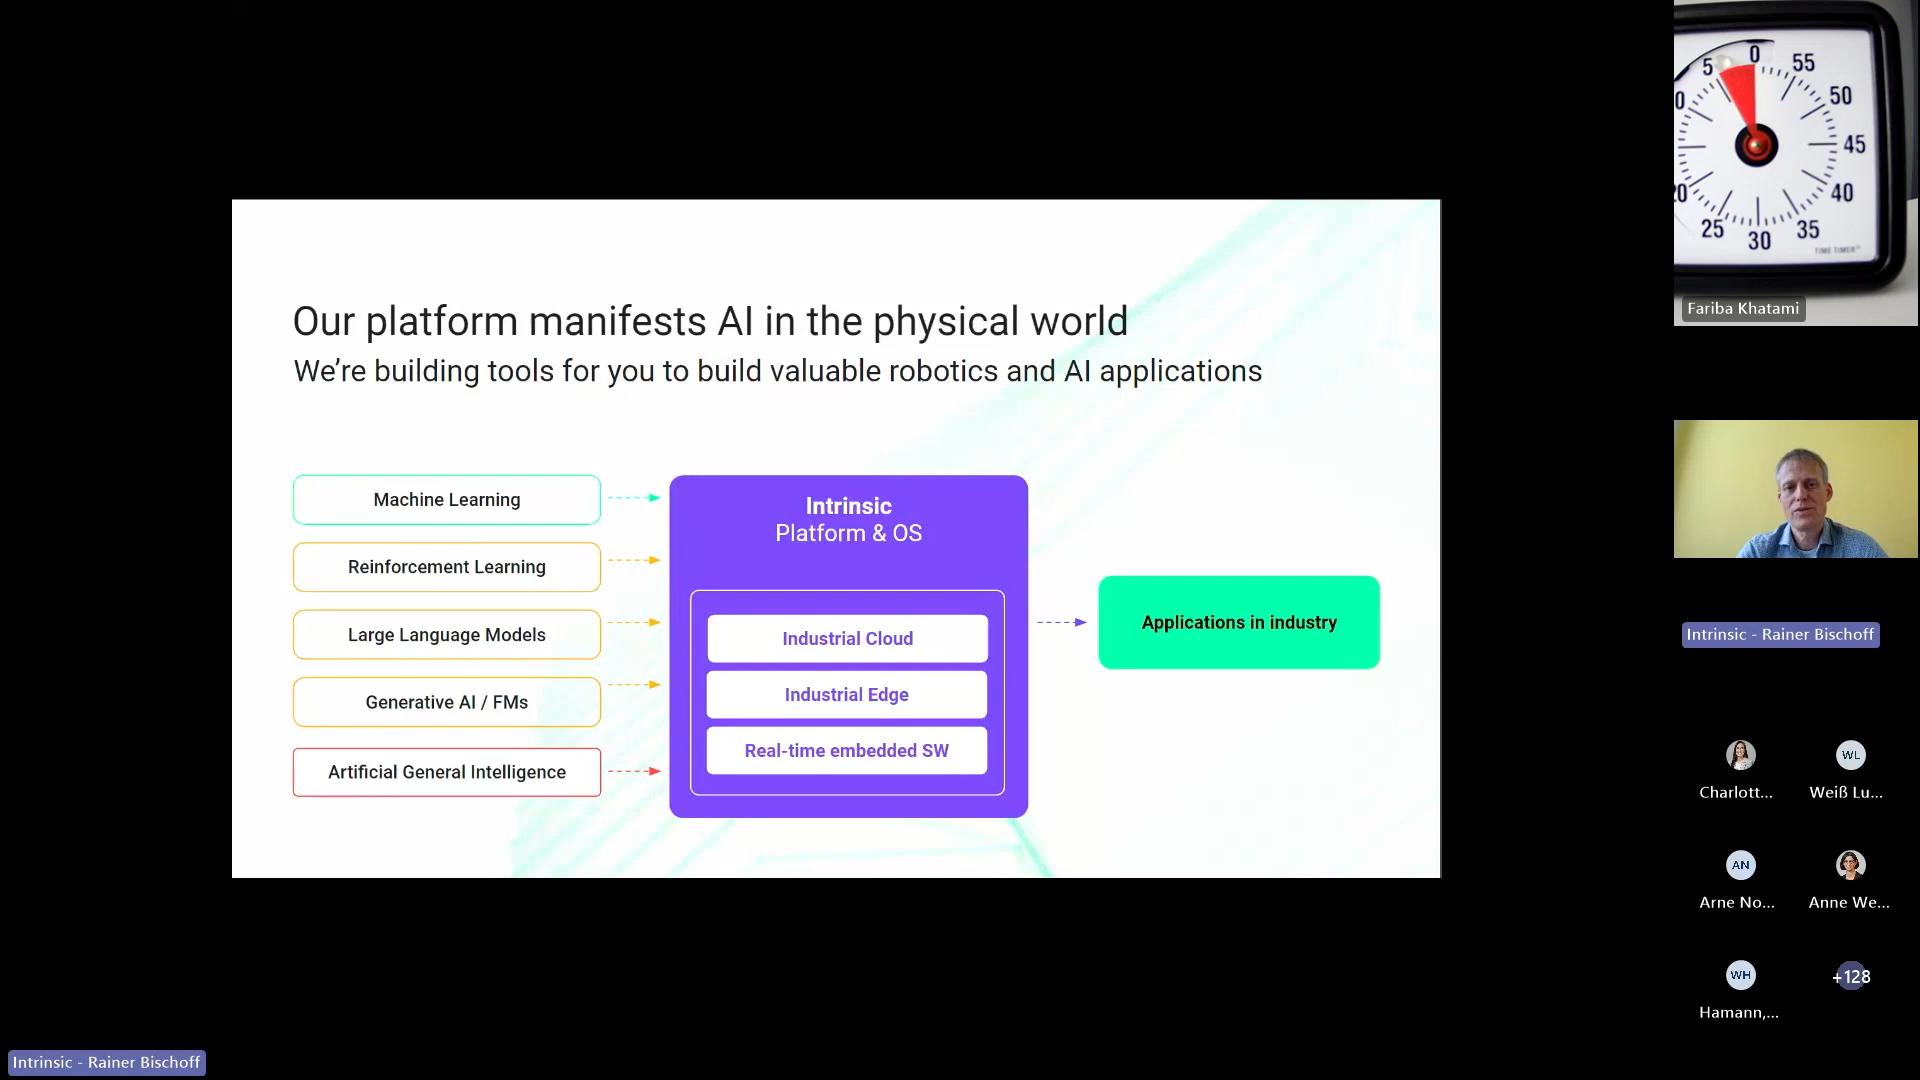 Our platform manifests AI in the physical world
We're building tools for you to build valuable robotics and AI applications
Machine Learning
Reinforcement Learning
Large Language Models
Generative AI / FMs
Artificial General Intelligence
Intrinsic
Platform & OS
Industrial Cloud
Industrial Edge
Real-time embedded SW
Applications in industry
0
55
50
45
40
35
30
25
5
TIME TIMER
Fariba Khatami
Intrinsic - Rainer Bischoff
WL
Charlott...
Weiß Lu...
AN
Arne No...
Anne We...
WH
+128
Hamann,...
Intrinsic - Rainer Bischoff